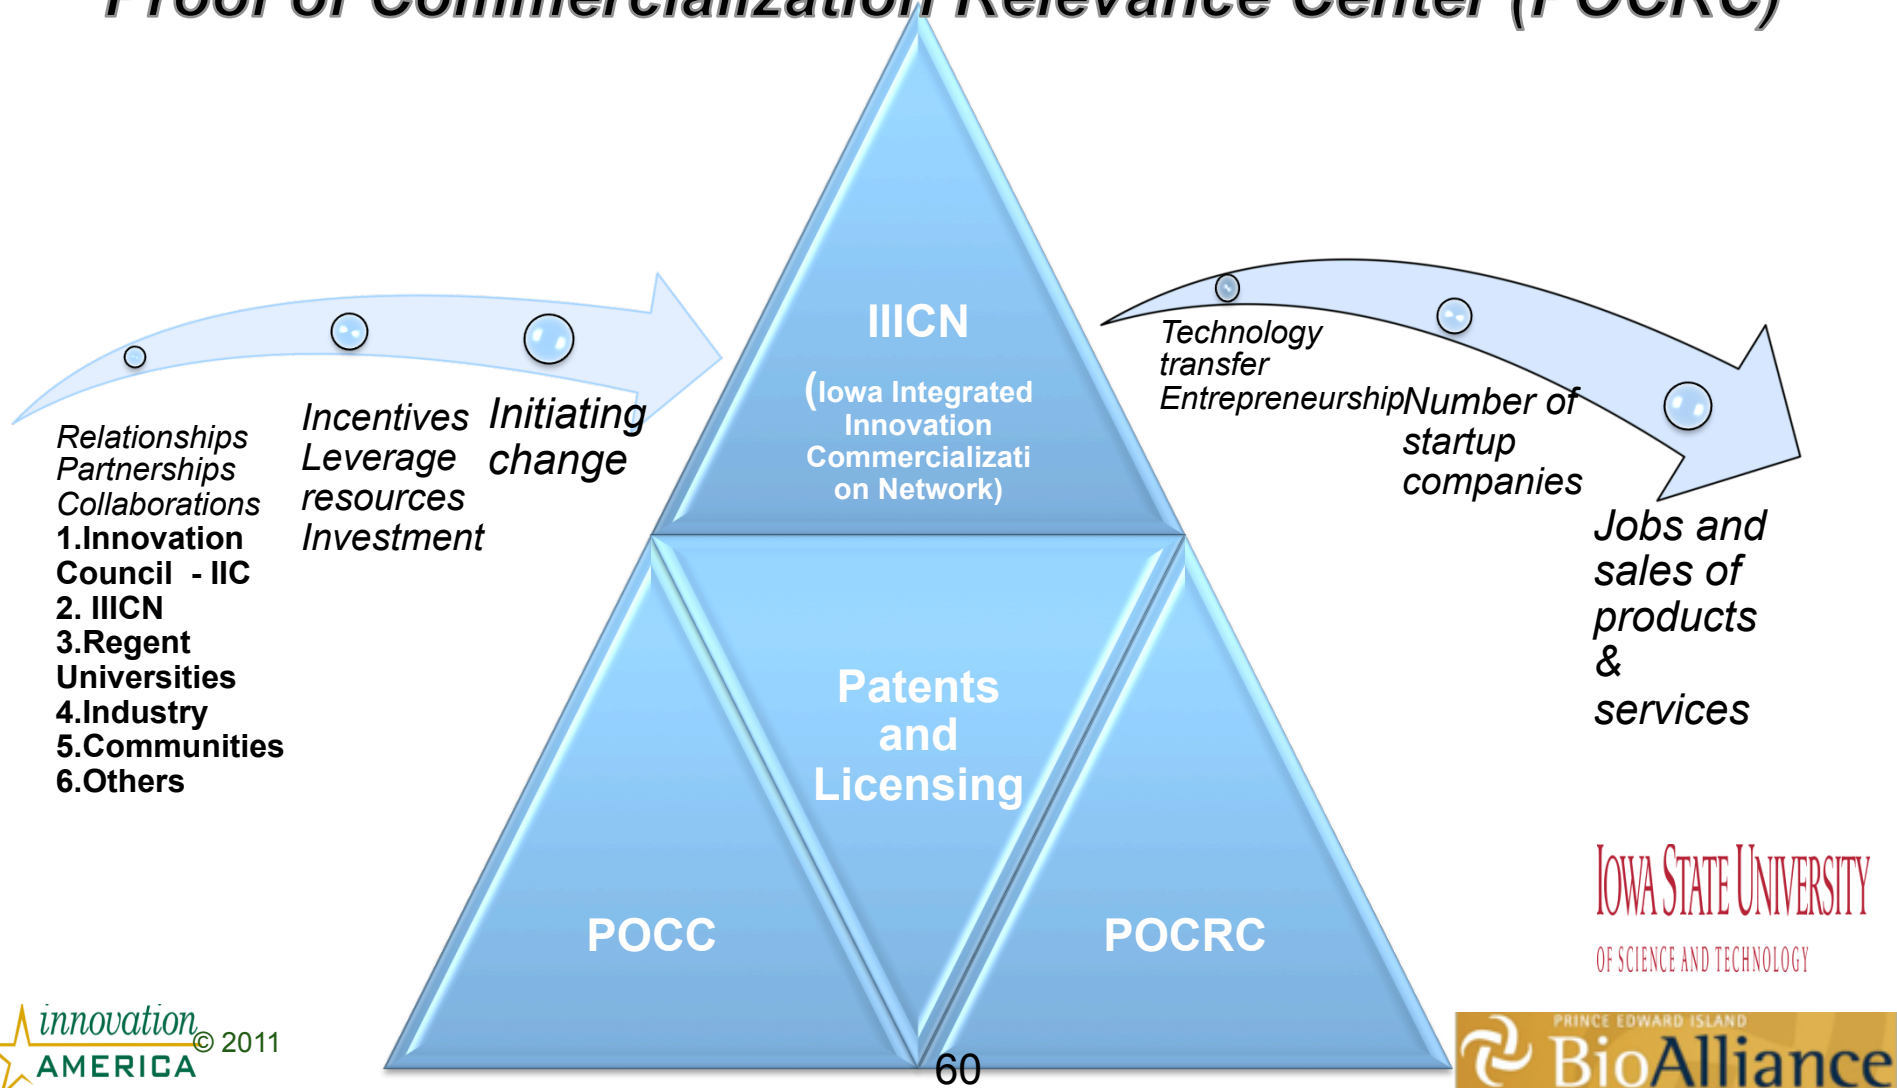 Proof of Commercialization Relevance Center (POCRC)
IIICN
(Iowa Integrated
Innovation
Commercializati
on Network)
Relationships
Partnerships
Collaborations
1.Innovation
Council - IIC
2. IIICN
3.Regent
Universities
4.Industry
5.Communities
6.Others
Incentives
Leverage
resources
Investment
Initiating
change
Technology
transfer
Entrepreneurship
Number of
startup
companies
Jobs and
sales of
products
&
services
Patents
and
Licensing
POCC
POCRC
IOWA STATE UNIVERSITY
OF SCIENCE AND TECHNOLOGY
innovation
AMERICA
© 2011
60
PRINCE EDWARD ISLAND
BioAlliance